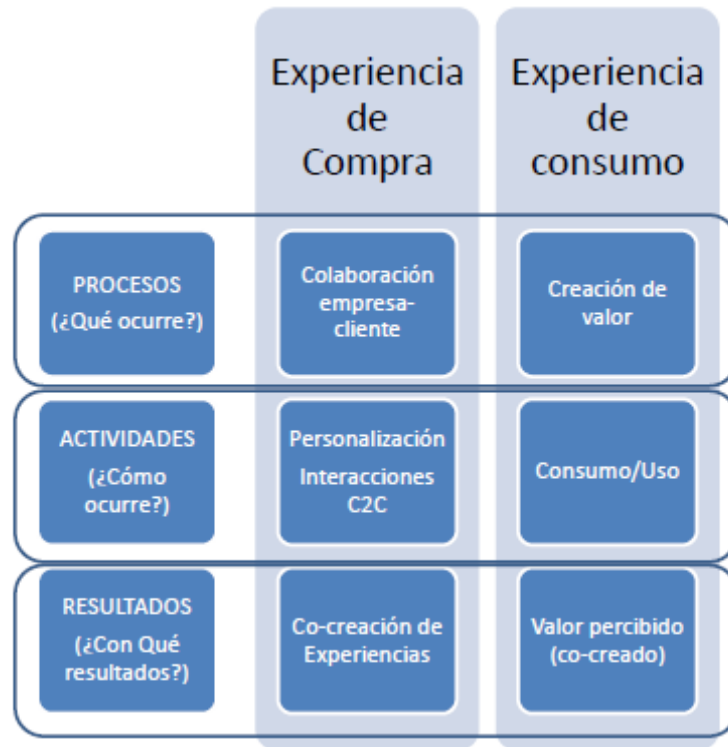 Experiencia
de
Compra
Experiencia
de
consumo
PROCESOS
(¿Qué ocurre?)
Colaboración
empresa-
cliente
Creación de
valor
ACTIVIDADES
(¿Cómo
ocurre?)
Personalización
Interacciones
C2C
Consumo/Uso
RESULTADOS
(¿Con Qué
resultados?)
Co-creación de
Experiencias
Valor percibido
(co-creado)